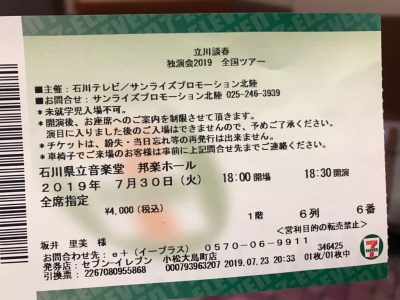 立川談春
独演会2019 全国ツアー
■主催:石川テレビ/サンライズプロモーション北陸
■お問合せ:サンライズプロモーション北陸 025-246-3939
*未就学児入場不可。
*開演後、お座席へのご案内を制限させて頂きます。
演目に入りました後のご入場はできませんので、予めご了承ください。
*チケットは、紛失・当日忘れ等の再発行は出来ません。
*車椅子でご来場のお客様は事前に上記問合せ先までご連絡ください。
石川県立音楽堂 邦楽ホール
2019年 7月30日(火) 18:00 開場 18:30 開演
全席指定
¥4,000(税込)
1階 6列 6番
<営利目的の転売禁止>
坂井 里美 様
お問合わせ先:e+(イープラス) 0570-06-9911 346425
発券店:セブン-イレブン 小松大島町店 2019.07.23 20:33 01枚/01枚中
引換票:2267080955868 000793963207